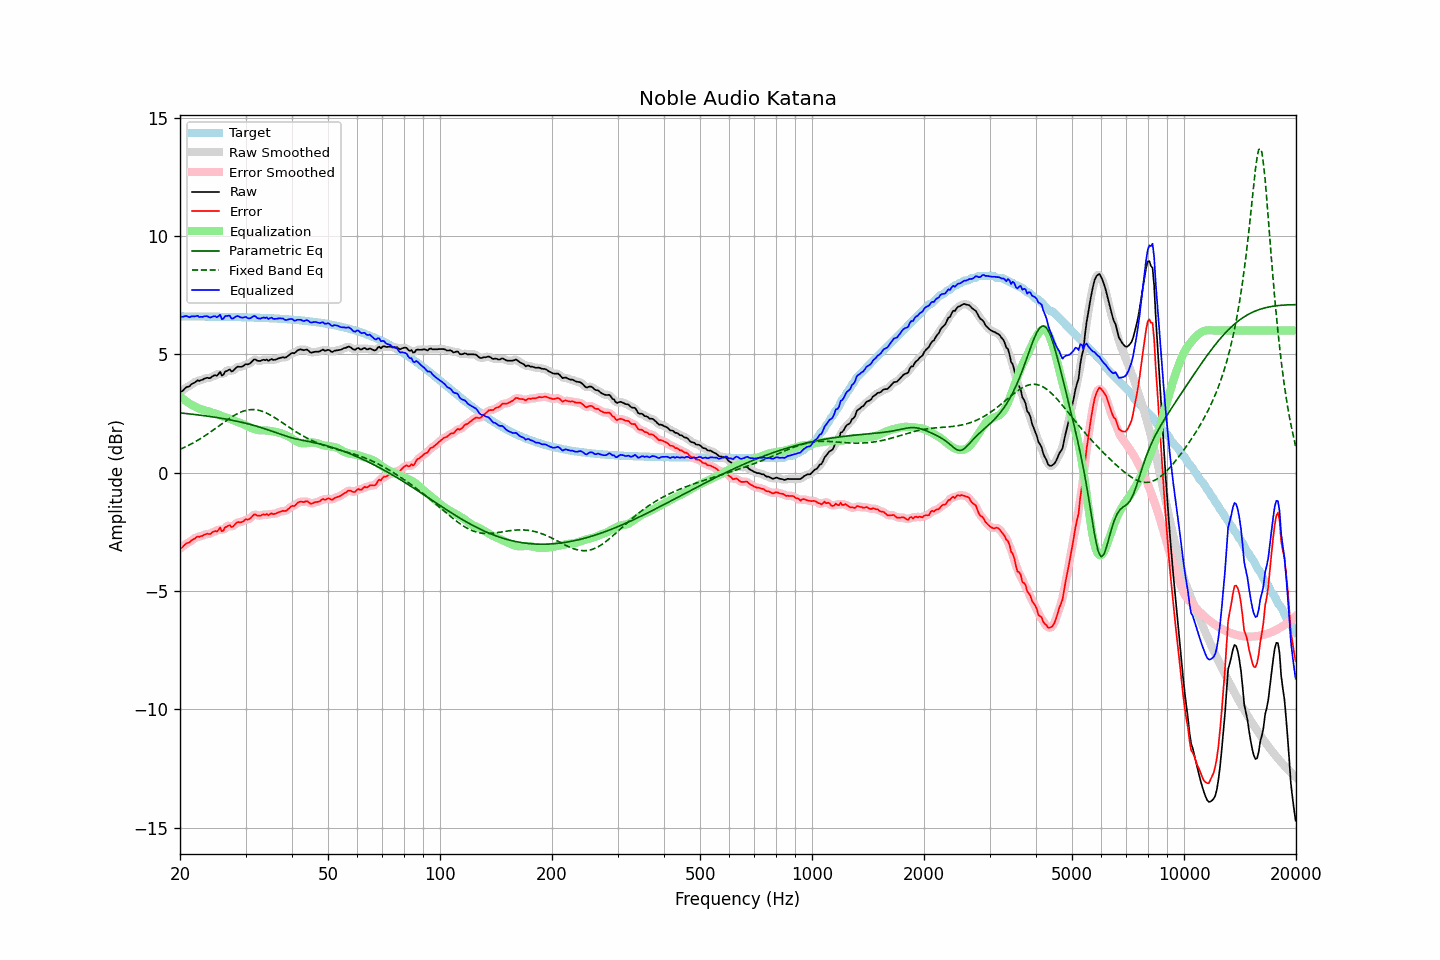 Noble Audio Katana
15
10
5
0
−5
−10
−15
Amplitude (dBr)
Target
Raw Smoothed
Error Smoothed
Raw
Error
Equalization
Parametric Eq
Fixed Band Eq
Equalized
20 50 100 200 500 1000 2000 5000 10000 20000
Frequency (Hz)